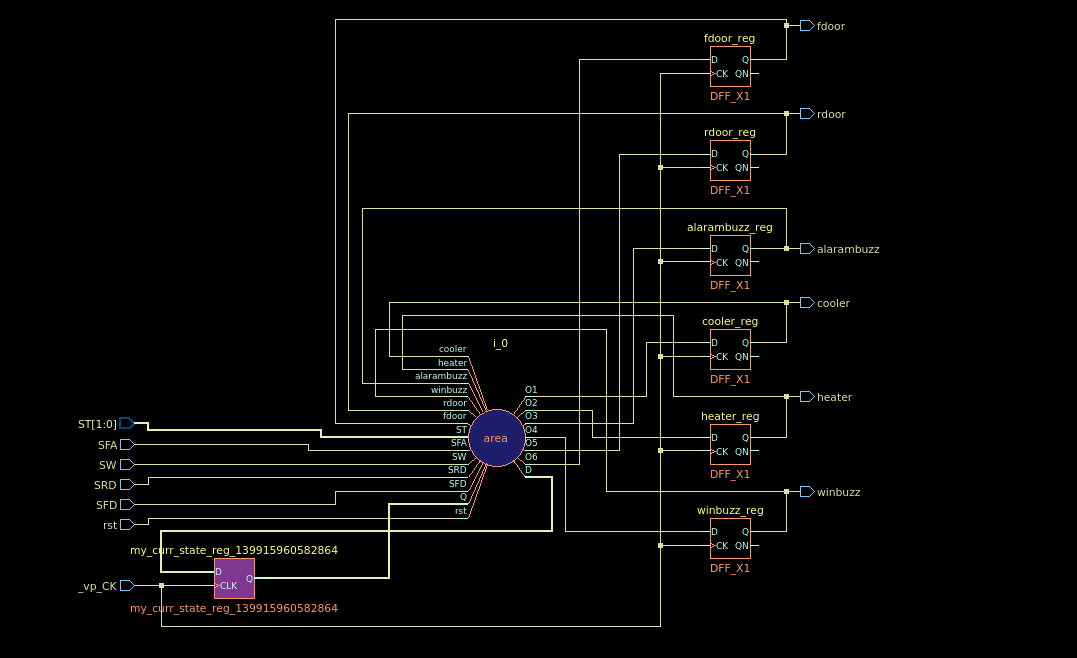 fdoor
fdoor_reg
D Q
CK QN
DFF_X1
rdoor
rdoor_reg
D Q
CK QN
DFF_X1
alarambuzz_reg
D Q
CK QN
DFF_X1
alarambuzz
cooler
cooler_reg
D Q
CK QN
DFF_X1
heater
heater_reg
D Q
CK QN
DFF_X1
winbuzz
winbuzz_reg
D Q
CK QN
DFF_X1
i_0
cooler
heater
alarambuzz
winbuzz
rdoor
fdoor
ST
SFA
SW
SRD
SFD
Q
rst
area
O1
O2
O3
O4
O5
O6
D
ST[1:0]
SFA
SW
SRD
SFD
rst
my_curr_state_reg_139915960582864
D
Q
CLK
_vp_CK
my_curr_state_reg_139915960582864